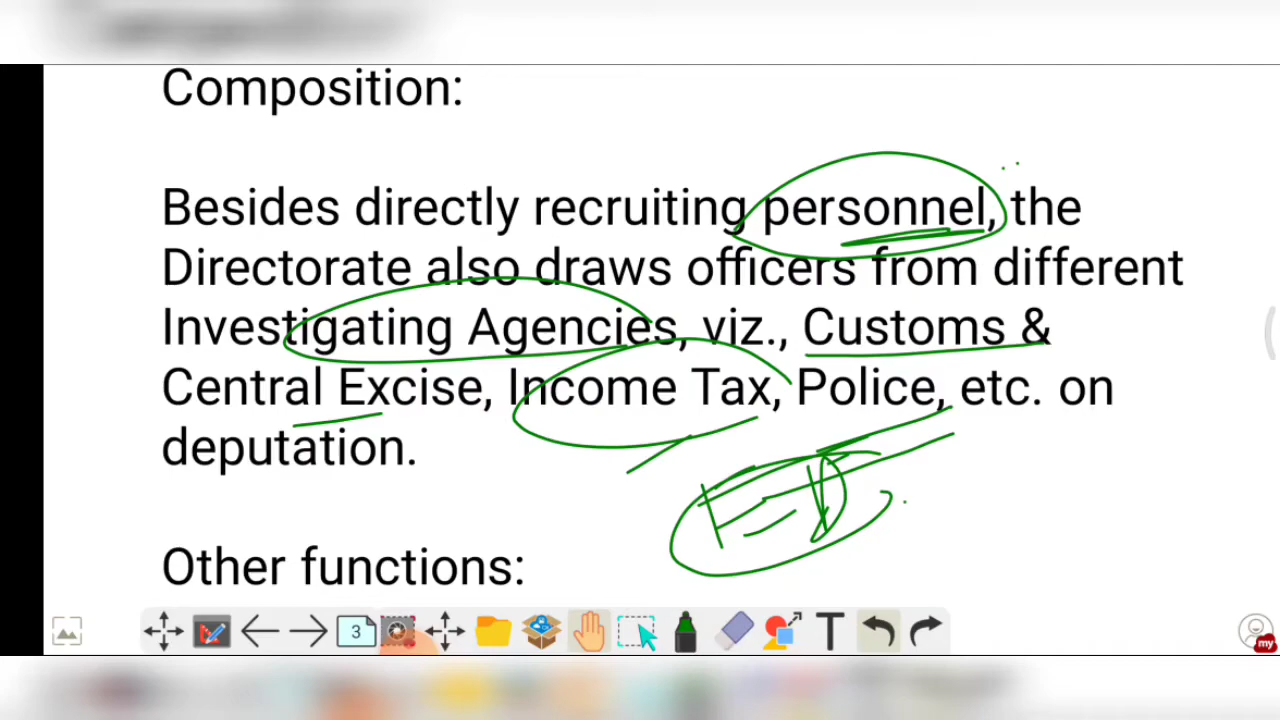 Composition:
Besides directly recruiting personnel, the
Directorate also draws officers from different
Investigating Agencies, viz., Customs &
Central Excise, Income Tax, Police, etc. on
deputation.
ED
Other functions:
3
T
my